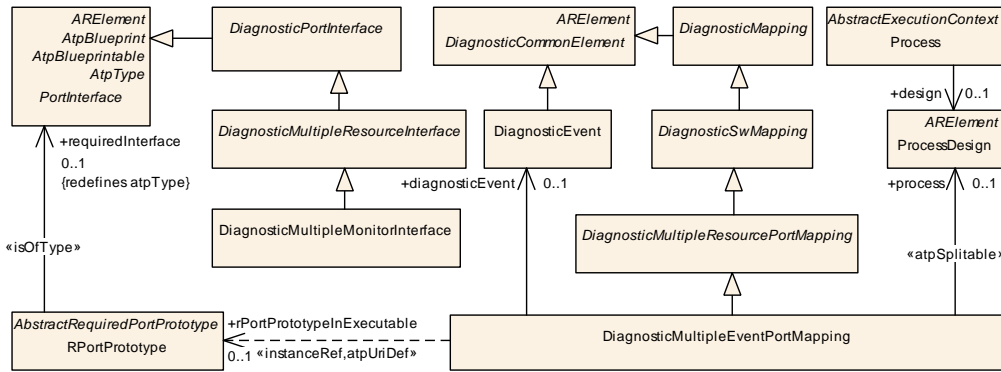 ARElement
AtpBlueprint
AtpBlueprintable
AtpType
PortInterface
DiagnosticPortInterface
ARElement
DiagnosticCommonElement
DiagnosticMapping
AbstractExecutionContext
Process
+design 0..1
+requiredInterface
0..1
{redefines atpType}
DiagnosticMultipleResourceInterface
DiagnosticEvent
DiagnosticSwMapping
ARElement
ProcessDesign
+diagnosticEvent 0..1
+process 0..1
DiagnosticMultipleMonitorInterface
DiagnosticMultipleResourcePortMapping
«isOfType»
«atpSplitable»
AbstractRequiredPortPrototype
RPortPrototype
+rPortPrototypeInExecutable
0..1 «instanceRef,atpUriDef»
DiagnosticMultipleEventPortMapping